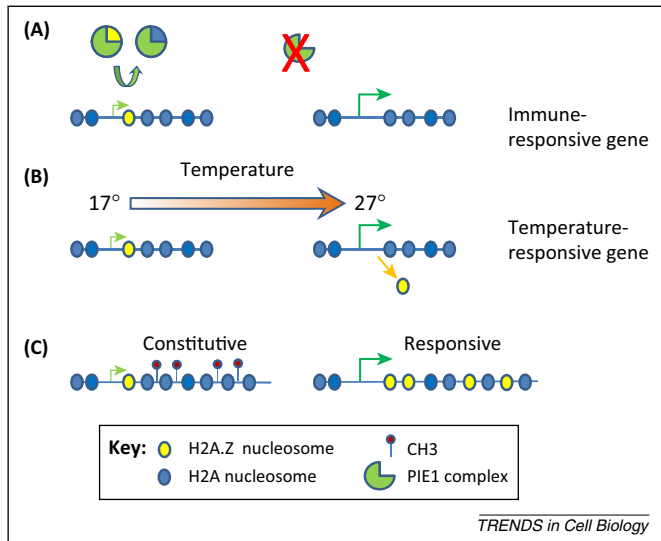 (A)
Immune-
responsive gene
(B)
Temperature
17° 27°
Temperature-
responsive gene
(C)
Constitutive Responsive
Key: H2A.Z nucleosome CH3
H2A nucleosome PIE1 complex
TRENDS in Cell Biology